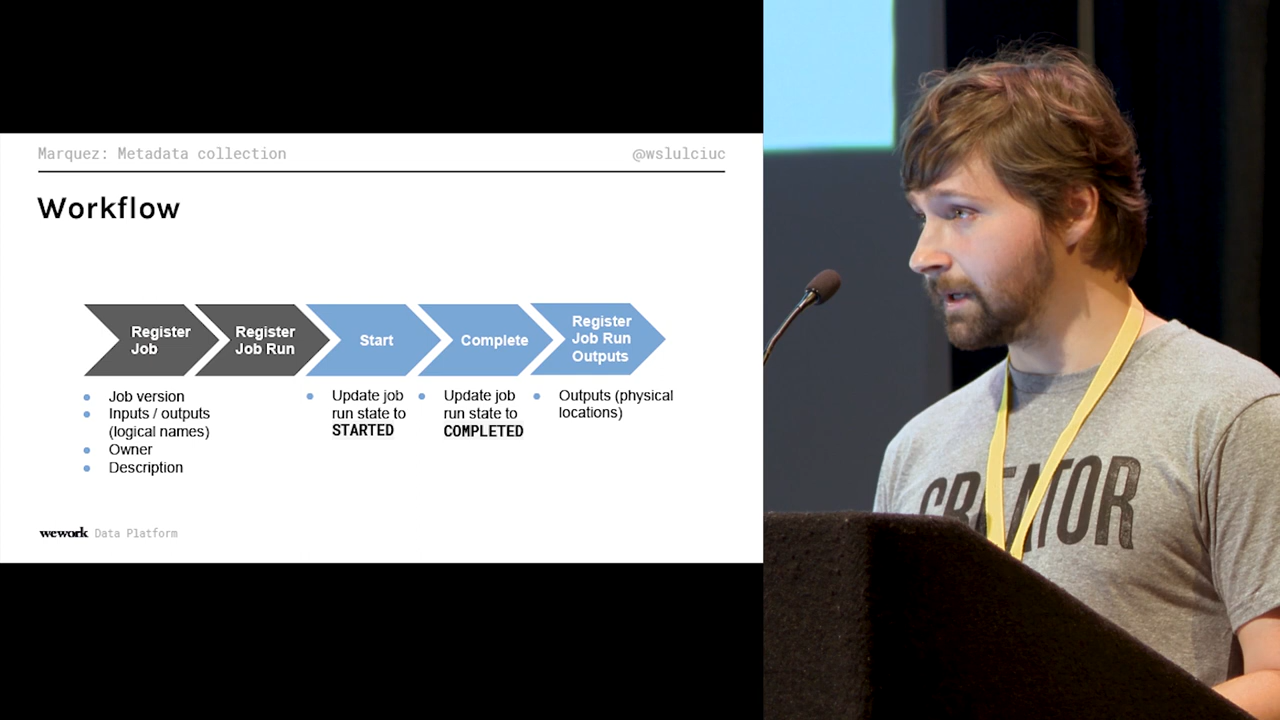 Marquez: Metadata collection
@wslulciuc
Workflow
Register
Job
Register
Job Run
Start
Complete
Register
Job Run
Outputs
Job version
Inputs / outputs
(logical names)
Owner
Description
Update job
run state to
STARTED
Update job
run state to
COMPLETED
Outputs (physical
locations)
wework Data Platform
CREATOR